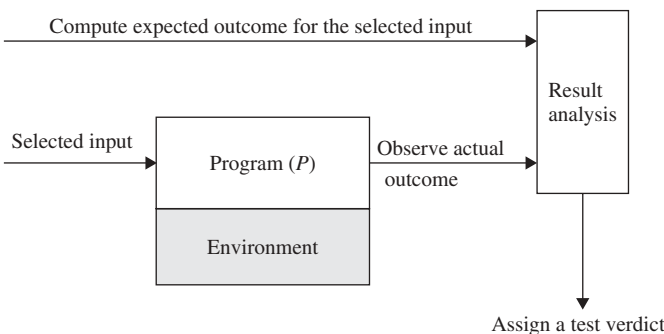 Compute expected outcome for the selected input
Result
analysis
Selected input
Program (P)
Observe actual
outcome
Environment
Assign a test verdict